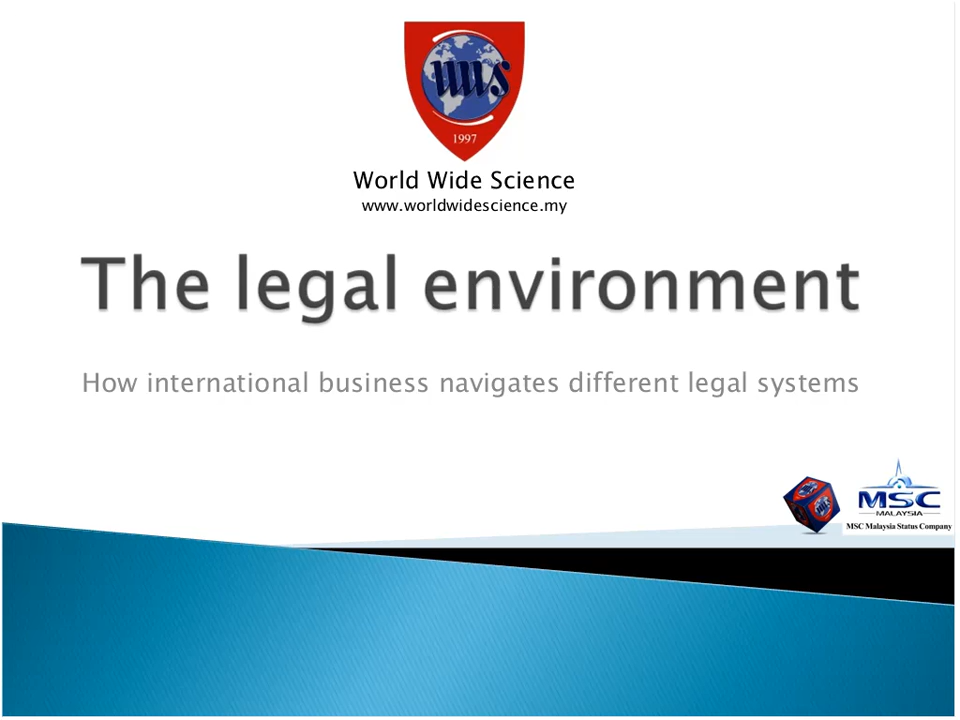 WWS
1997
World Wide Science
www.worldwidescience.my
The legal environment
How international business navigates different legal systems
WWS
MSC
MALAYSIA
MSC Malaysia Status Company